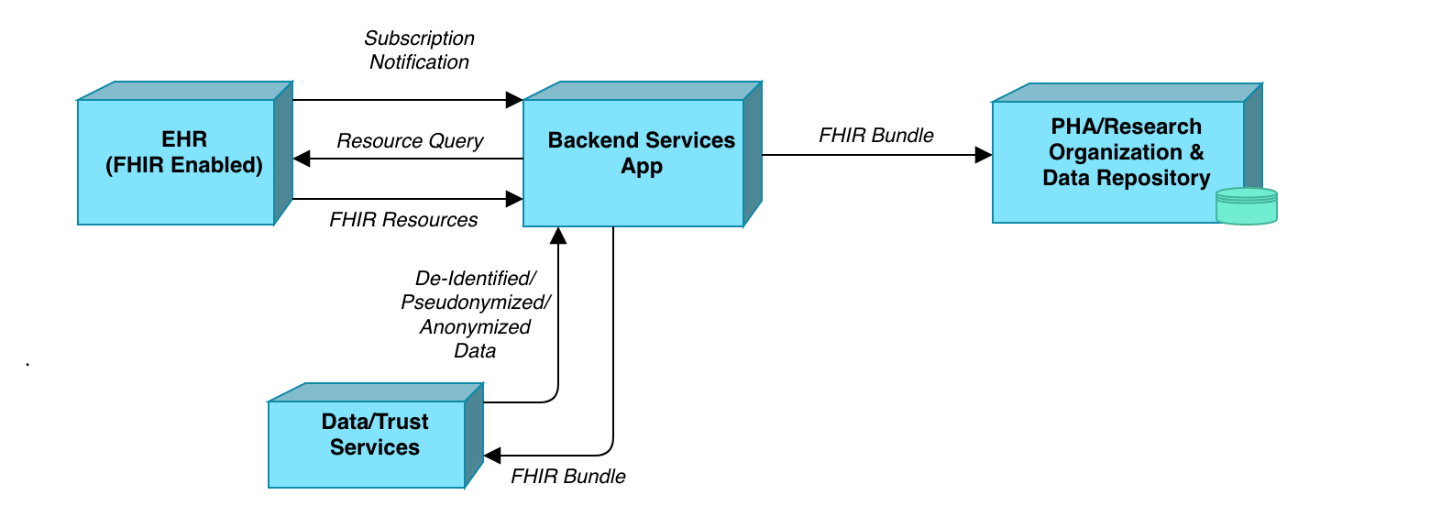 Subscription
Notification
EHR
(FHIR Enabled)
Resource Query
FHIR Resources
Backend Services
App
FHIR Bundle
PHA/Research
Organization &
Data Repository
De-Identified/
Pseudonymized/
Anonymized
Data
.
Data/Trust
Services
FHIR Bundle